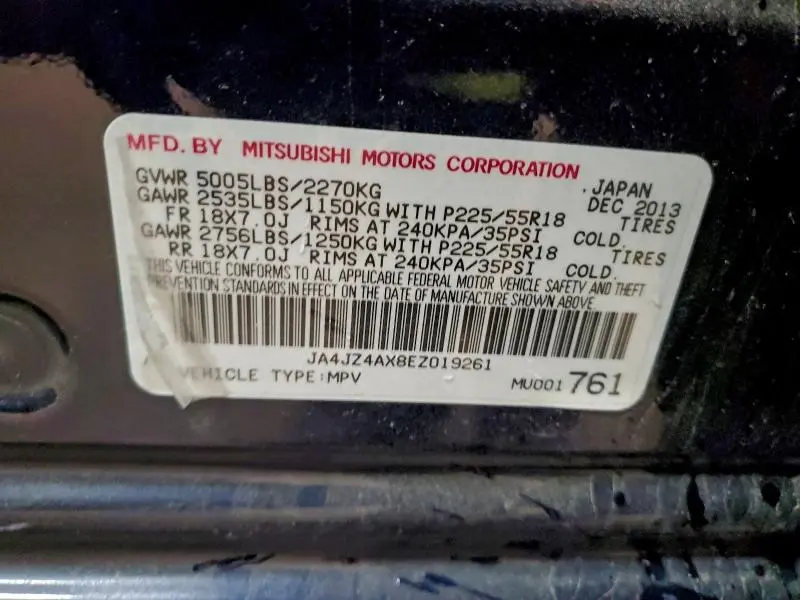 MFD. BY MITSUBISHI MOTORS CORPORATION
GVWR 5005LBS/2270KG , JAPAN
GAWR 2535LBS/1150KG WITH P225/55R18 DEC 2013
FR 18X7.0J RIMS AT 240KPA/35PSI COLD. TIRES
GAWR 2756LBS/1250KG WITH P225/55R18 TIRES
RR 18X7.0J RIMS AT 240KPA/35PSI COLD.
THIS VEHICLE CONFORMS TO ALL APPLICABLE FEDERAL MOTOR VEHICLE SAFETY AND THEFT
PREVENTION STANDARDS IN EFFECT ON THE DATE OF MANUFACTURE SHOWN ABOVE.
JA4JZ4AX8EZ019261
VEHICLE TYPE:MPV MU001761